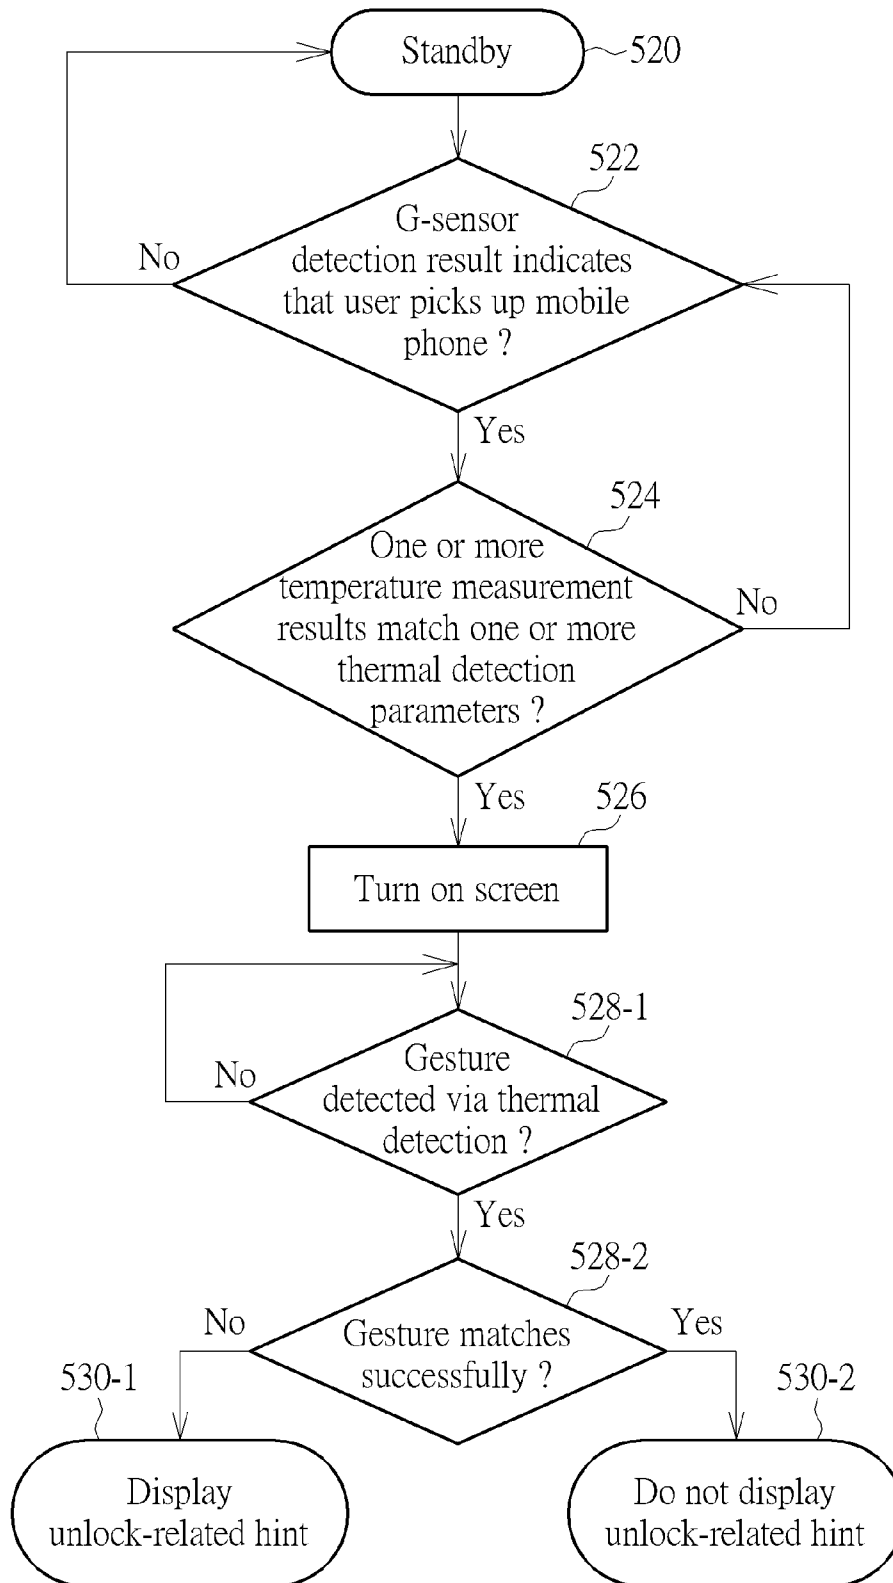 Standby
520
522
G-sensor
detection result indicates
that user picks up mobile
phone ?
No
Yes
524
One or more
temperature measurement
results match one or more
thermal detection
parameters ?
No
Yes
526
Turn on screen
528-1
Gesture
detected via thermal
detection ?
No
Yes
528-2
Gesture matches
successfully ?
No
Yes
530-1
530-2
Display
unlock-related hint
Do not display
unlock-related hint